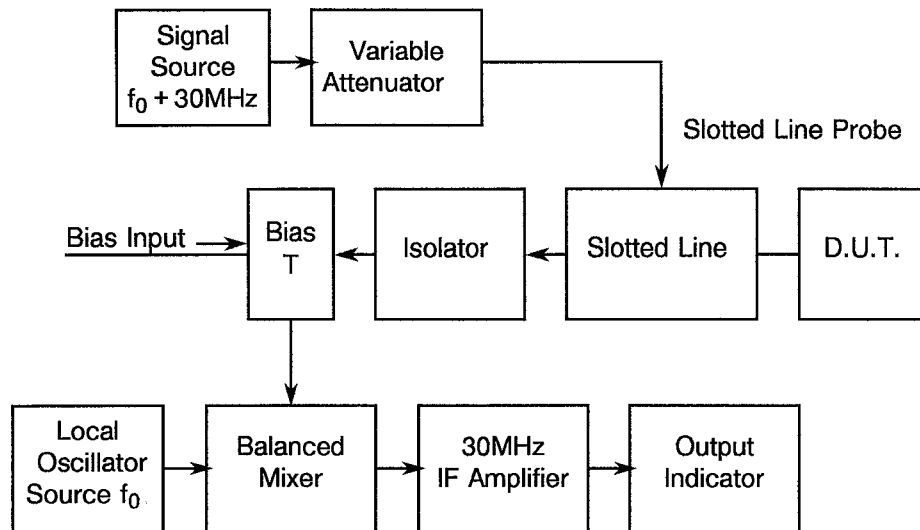 Signal
Source
f₀ + 30MHz
Variable
Attenuator
Slotted Line Probe
Bias Input
Bias
T
Isolator
Slotted Line
D.U.T.
Local
Oscillator
Source f₀
Balanced
Mixer
30MHz
IF Amplifier
Output
Indicator